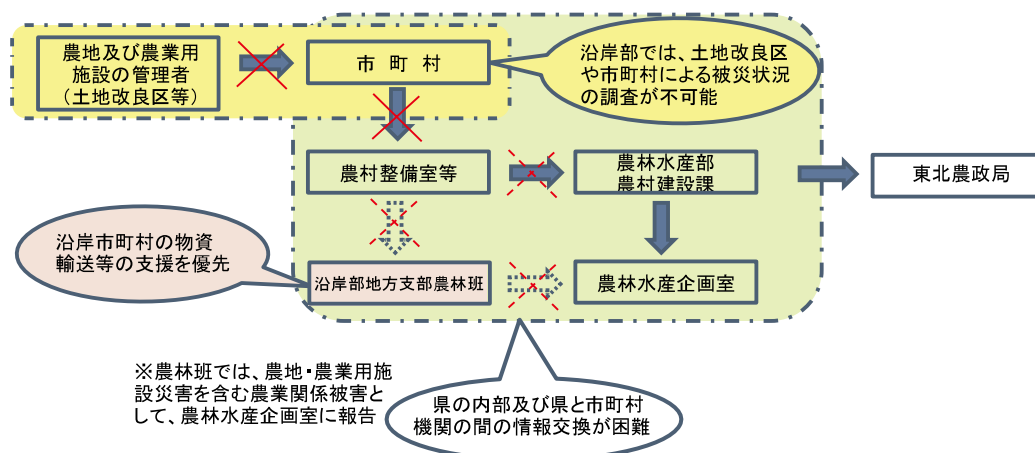 農地及び農業用
施設の管理者
（土地改良区等）
市 町 村
沿岸部では、土地改良区
や市町村による被災状況
の調査が不可能
農村整備室等
農林水産部
農村建設課
東北農政局
沿岸市町村の物資
輸送等の支援を優先
沿岸部地方支部農林班
農林水産企画室
※農林班では、農地・農業用施
設災害を含む農業関係被害と
して、農林水産企画室に報告
県の内部及び県と市町村
機関の間の情報交換が困難